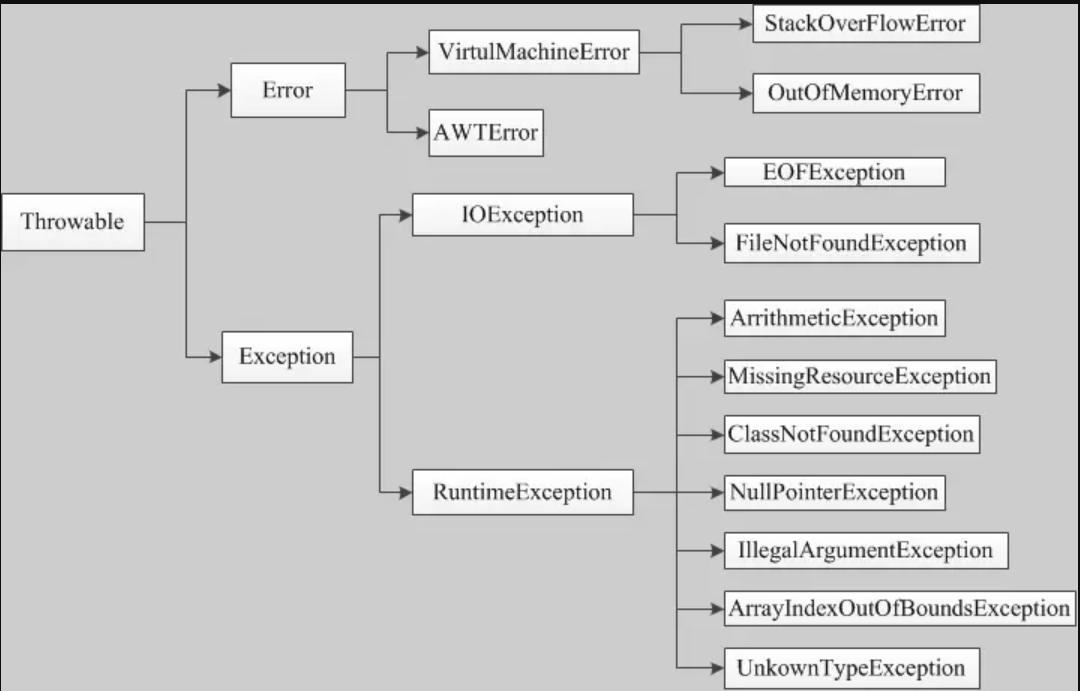 StackOverFlowError
VirtulMachineError
Error
OutOfMemoryError
AWTError
EOFException
Throwable
IOException
FileNotFoundException
ArrithmeticException
Exception
MissingResourceException
ClassNotFoundException
RuntimeException
NullPointerException
IllegalArgumentException
ArrayIndexOutOfBoundsException
UnkownTypeException